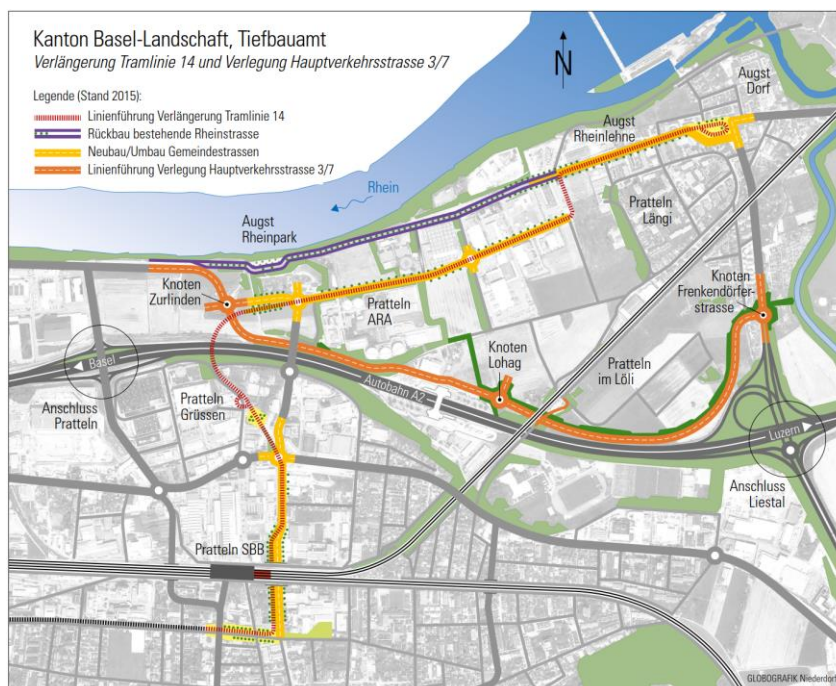 Kanton Basel-Landschaft, Tiefbauamt
Verlängerung Tramlinie 14 und Verlegung Hauptverkehrsstrasse 3/7
Legende (Stand 2015):
Linienführung Verlängerung Tramlinie 14
Rückbau bestehende Rheinstrasse
Neubau/Umbau Gemeindestrassen
Linienführung Verlegung Hauptverkehrsstrasse 3/7
N
Augst
Dorf
Augst
Rheinlehne
Rhein
Pratteln
Längi
Augst
Rheinpark
Knoten
Zurlinden
Pratteln
ARA
Knoten
Frenkendörfer-
strasse
Knoten
Lohag
Pratteln
im Löli
Basel
Autobahn A2
Anschluss
Pratteln
Pratteln
Grüssen
Luzern
Anschluss
Liestal
Pratteln SBB
GLOBOGRAFIK Niederdorf